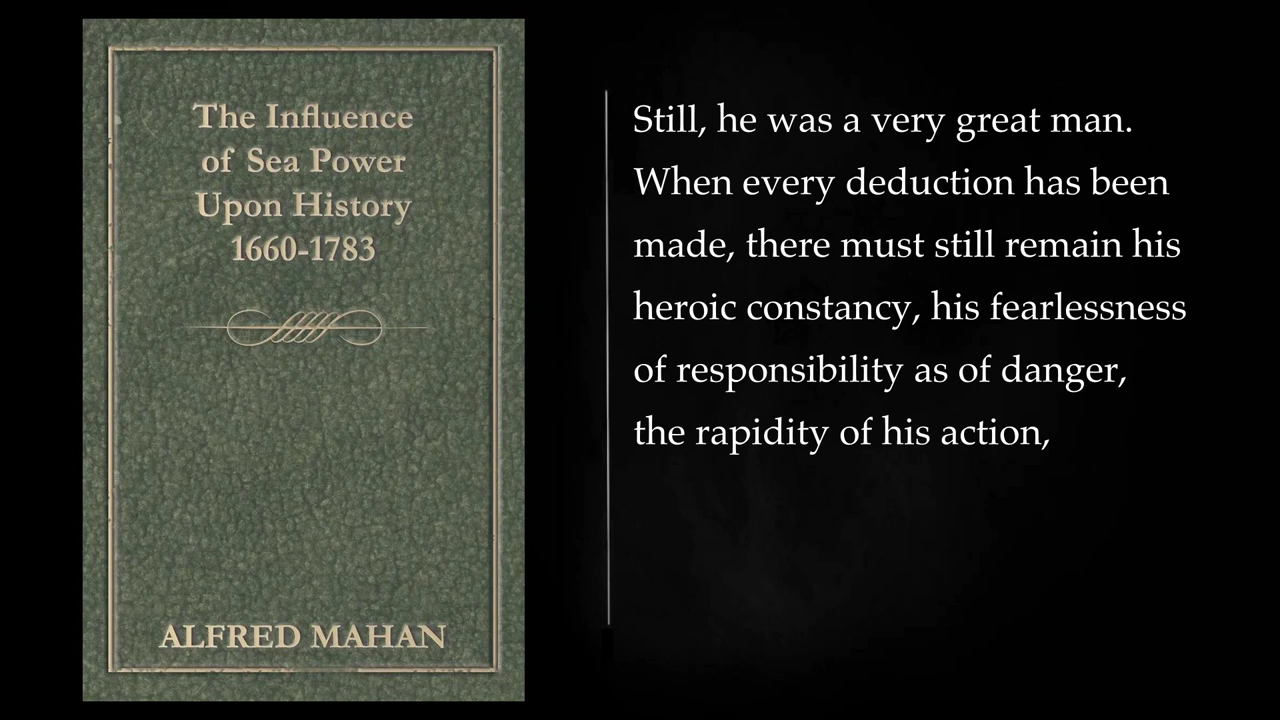 The Influence
of Sea Power
Upon History
1660-1783
ALFRED MAHAN
Still, he was a very great man.
When every deduction has been
made, there must still remain his
heroic constancy, his fearlessness
of responsibility as of danger,
the rapidity of his action,